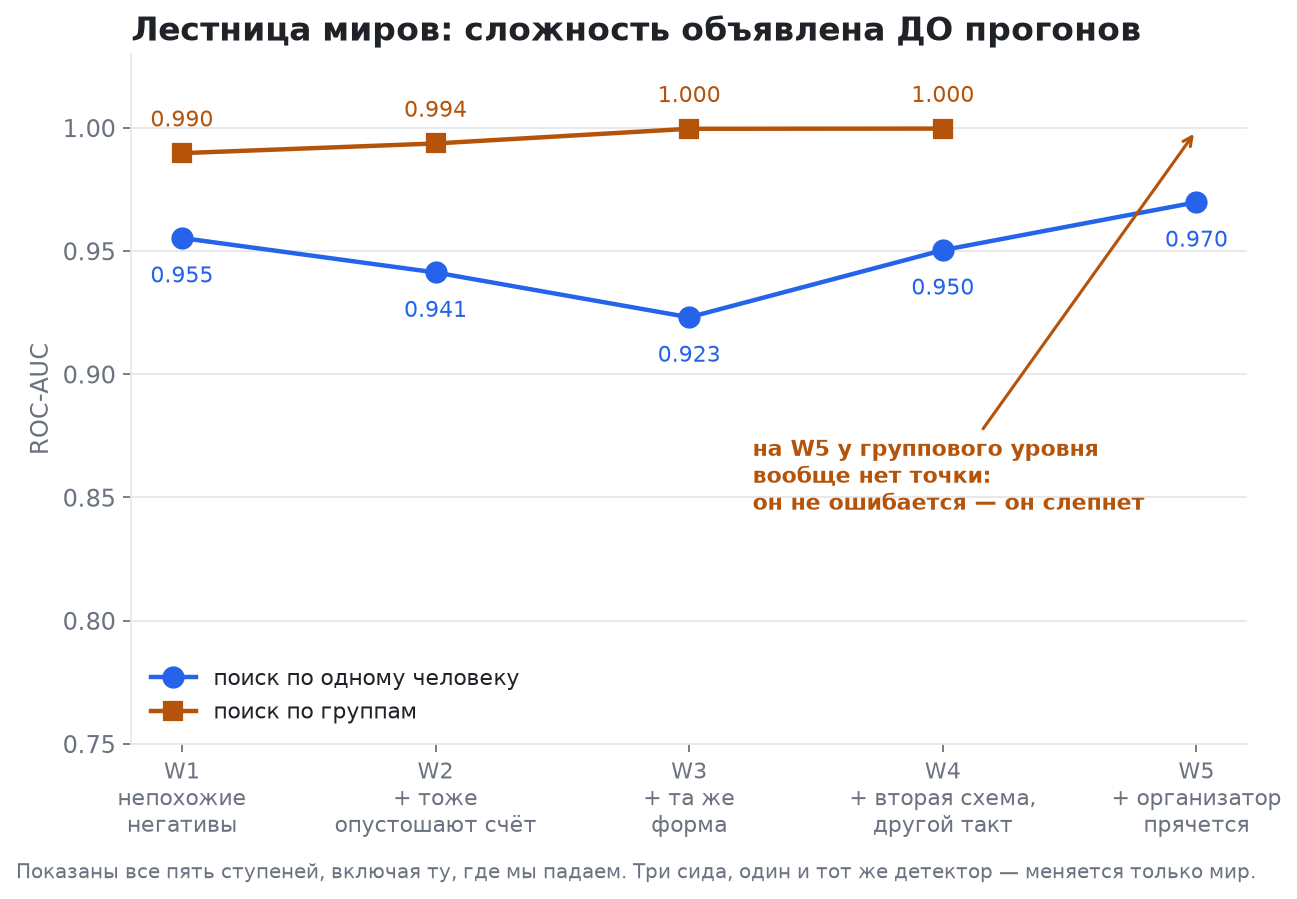 Лестница миров: сложность объявлена ДО прогонов
ROC-AUC
1.00
0.95
0.90
0.85
0.80
0.75
0.990
0.994
1.000
1.000
0.955
0.941
0.923
0.950
0.970
на W5 у группового уровня
вообще нет точки:
он не ошибается — он слепнет
поиск по одному человеку
поиск по группам
W1
непохожие
негативы
W2
+ тоже
опустошают счёт
W3
+ та же
форма
W4
+ вторая схема,
другой такт
W5
+ организатор
прячется
Показаны все пять ступеней, включая ту, где мы падаем. Три сида, один и тот же детектор — меняется только мир.